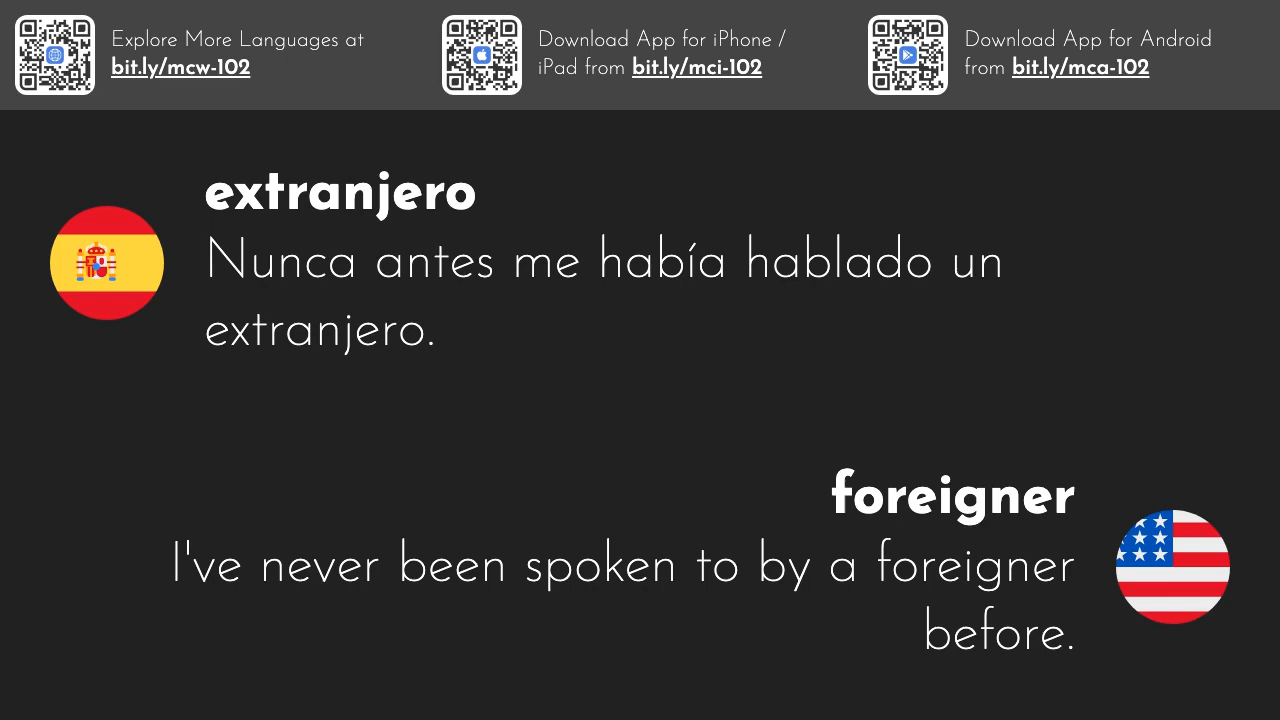 Explore More Languages at
bit.ly/mcw-102
Download App for iPhone /
iPad from bit.ly/mci-102
Download App for Android
from bit.ly/mca-102
extranjero
Nunca antes me había hablado un
extranjero.
foreigner
I've never been spoken to by a foreigner
before.